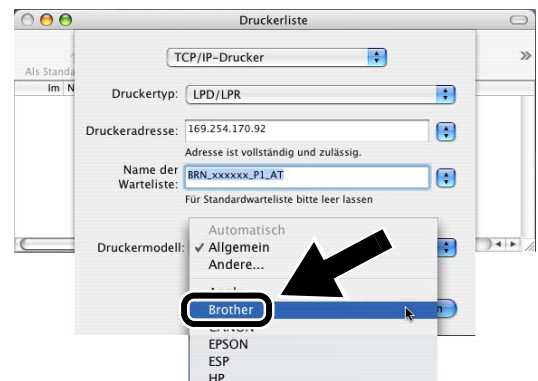 Druckerliste
TCP/IP-Drucker
Als Standa
Im N
Druckertyp: LPD/LPR
Druckeradresse: 169.254.170.92
Adresse ist vollständig und zulässig.
Name der Warteliste: BRN_xxxxxx_P1_AT
Für Standardwarteliste bitte leer lassen
Druckermodell:
Automatisch
✓ Allgemein
Andere...
Brother
CANON
EPSON
ESP
HP